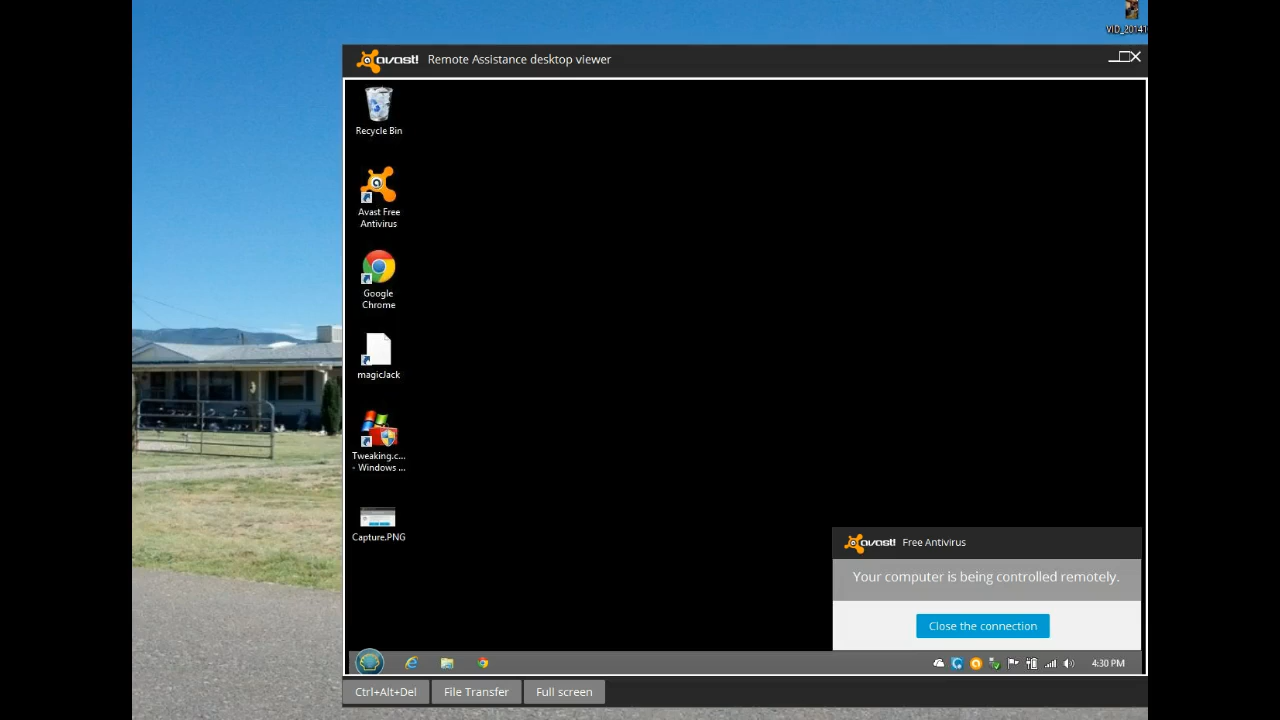 VID_20141
avast! Remote Assistance desktop viewer
Recycle Bin
Avast Free
Antivirus
Google
Chrome
magicJack
Tweaking.c...
- Windows ...
Capture.PNG
avast! Free Antivirus
Your computer is being controlled remotely.
Close the connection
4:30 PM
Ctrl+Alt+Del File Transfer Full screen